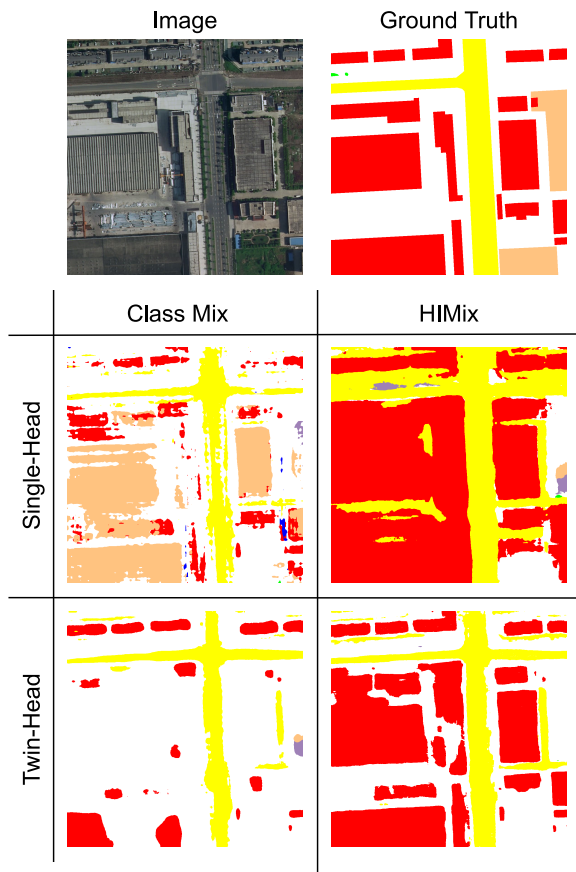 Image
Ground Truth
Class Mix
HIMix
Single-Head
Twin-Head